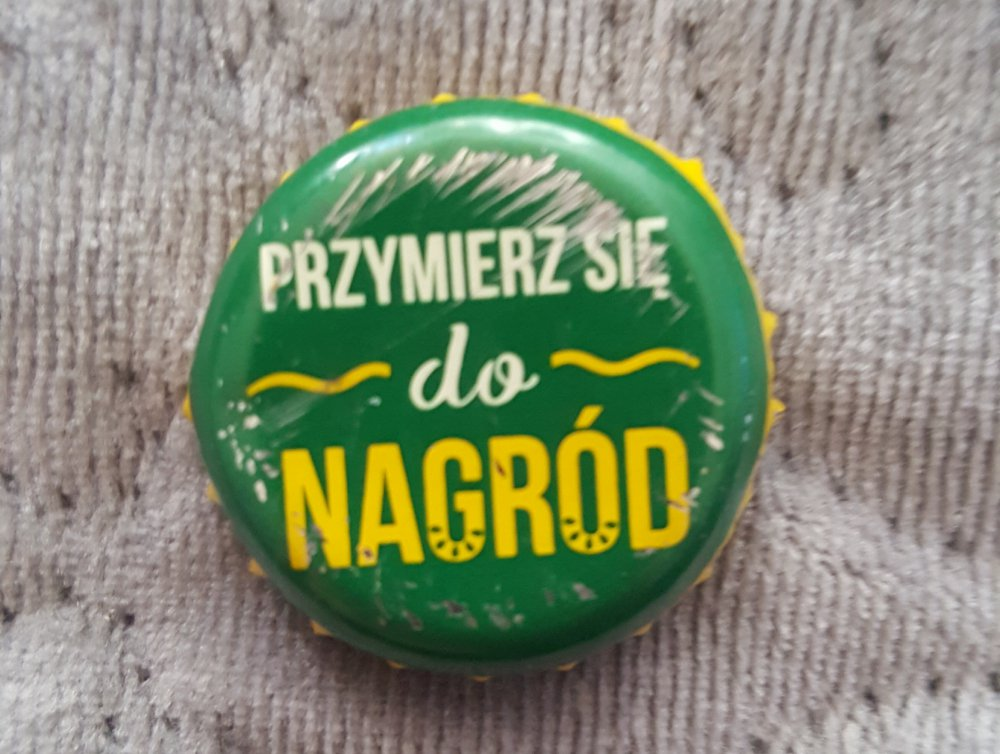 PRZYMIERZ SIĘ
do
NAGRÓD